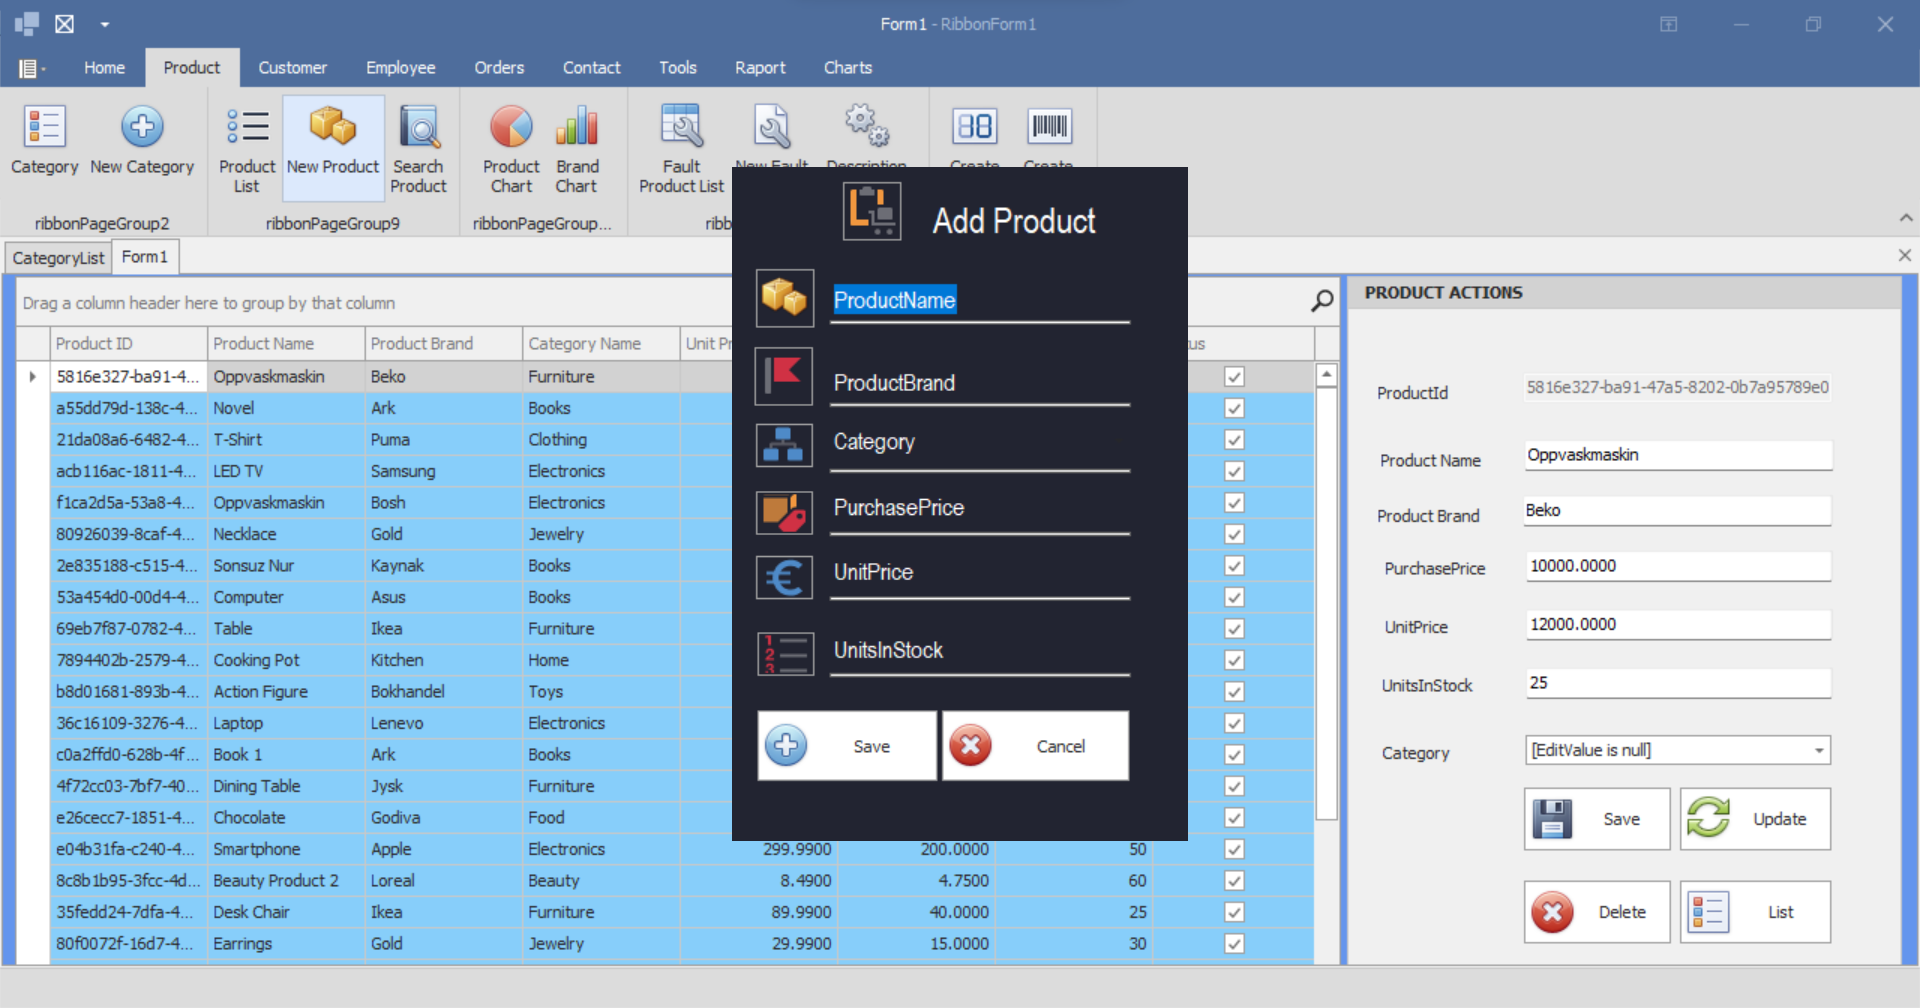 Form1 - RibbonForm1
Home Product Customer Employee Orders Contact Tools Raport Charts
Category New Category Product List New Product Search Product Product Chart Brand Chart Fault Product List New Fault Description Create Create
ribbonPageGroup2 ribbonPageGroup9 ribbonPageGroup... ribb
CategoryList Form1
Drag a column header here to group by that column
Product ID Product Name Product Brand Category Name Unit Pr us
5816e327-ba91-4... Oppvaskmaskin Beko Furniture
a55dd79d-138c-4... Novel Ark Books
21da08a6-6482-4... T-Shirt Puma Clothing
acb116ac-1811-4... LED TV Samsung Electronics
f1ca2d5a-53a8-4... Oppvaskmaskin Bosh Electronics
80926039-8caf-4... Necklace Gold Jewelry
2e835188-c515-4... Sonsuz Nur Kaynak Books
53a454d0-00d4-4... Computer Asus Books
69eb7f87-0782-4... Table Ikea Furniture
7894402b-2579-4... Cooking Pot Kitchen Home
b8d01681-893b-4... Action Figure Bokhandel Toys
36c16109-3276-4... Laptop Lenevo Electronics
c0a2ffd0-628b-4f... Book 1 Ark Books
4f72cc03-7bf7-40... Dining Table Jysk Furniture
e26cecc7-1851-4... Chocolate Godiva Food
e04b31fa-c240-4... Smartphone Apple Electronics 299.9900 200.0000 50
8c8b1b95-3fcc-4d... Beauty Product 2 Loreal Beauty 8.4900 4.7500 60
35fedd24-7dfa-4... Desk Chair Ikea Furniture 89.9900 40.0000 25
80f0072f-16d7-4... Earrings Gold Jewelry 29.9900 15.0000 30
Add Product
ProductName
ProductBrand
Category
PurchasePrice
UnitPrice
1 2 3 UnitsInStock
Save Cancel
PRODUCT ACTIONS
ProductId 5816e327-ba91-47a5-8202-0b7a95789e0
Product Name Oppvaskmaskin
Product Brand Beko
PurchasePrice 10000.0000
UnitPrice 12000.0000
UnitsInStock 25
Category [EditValue is null]
Save Update
Delete List